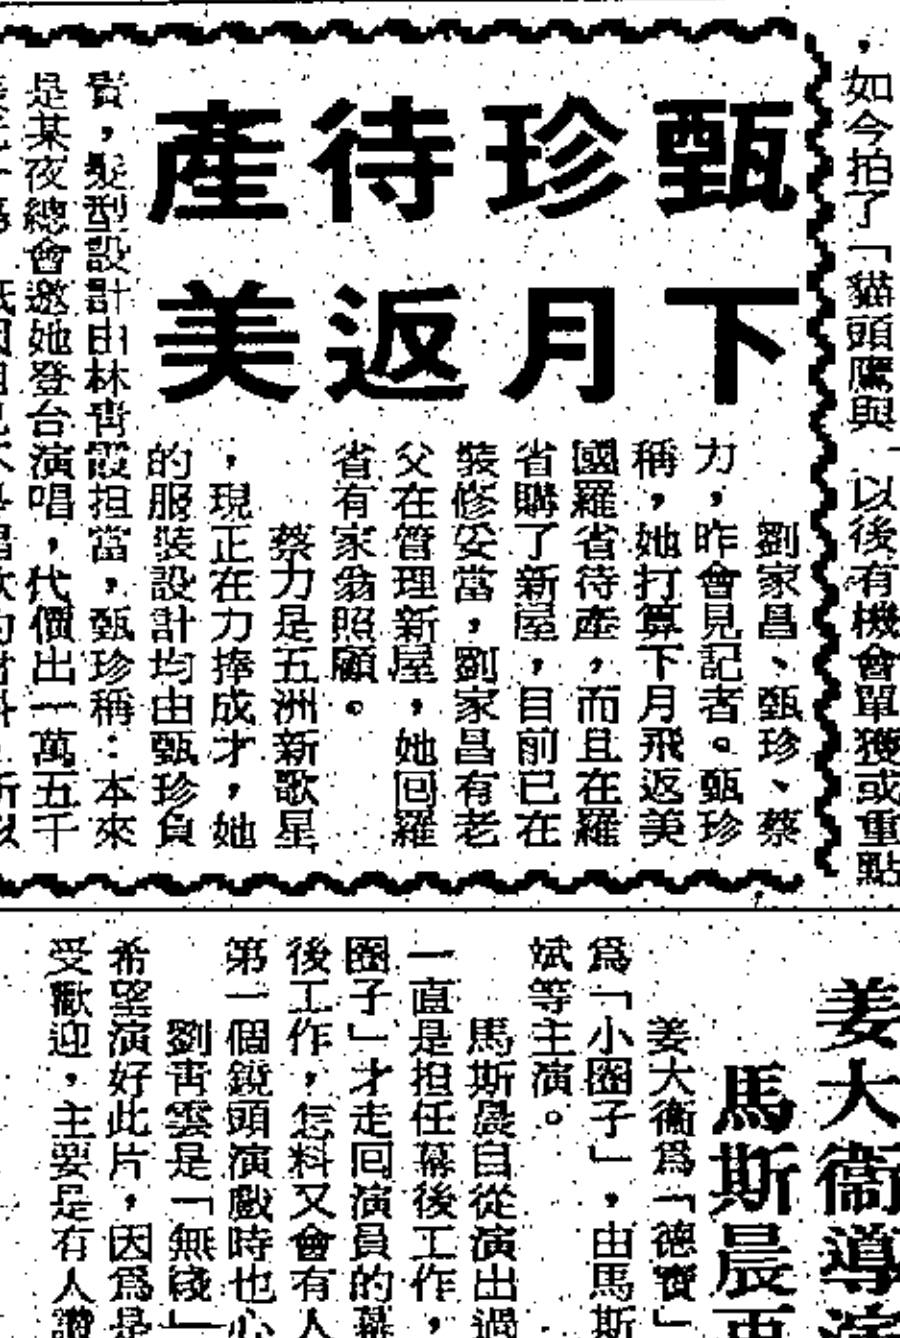 ，如今拍了「貓頭鷹與
以後有機會單獲或重點
甄珍待產
下月返美
劉家昌、甄珍、蔡
力，昨會見記者。甄珍
稱，她打算下月飛返美
國羅省待產，而且在羅
省購了新屋，目前已在
裝修妥當，劉家昌有老
父在管理新屋，她回羅
省有家翁照顧。
蔡力是五洲新歌星
，現正在力捧成才，她
的服裝設計均由甄珍負
責，髮型設計由林靑霞担當，甄珍稱：本來
是某夜總會邀她登台演唱，代價出一萬五千
姜大衞導演
馬斯晨再
姜大衞爲「德寶」
爲「小圈子」，由馬斯
斌等主演。
馬斯晨自從演出過
一直是担任幕後工作，
圈子」才走回演員的幕
後工作，怎料又會有人
第一個鏡頭演戲時也心
劉靑雲是「無綫」
希望演好此片，因爲是
受歡迎，主要是有人讚